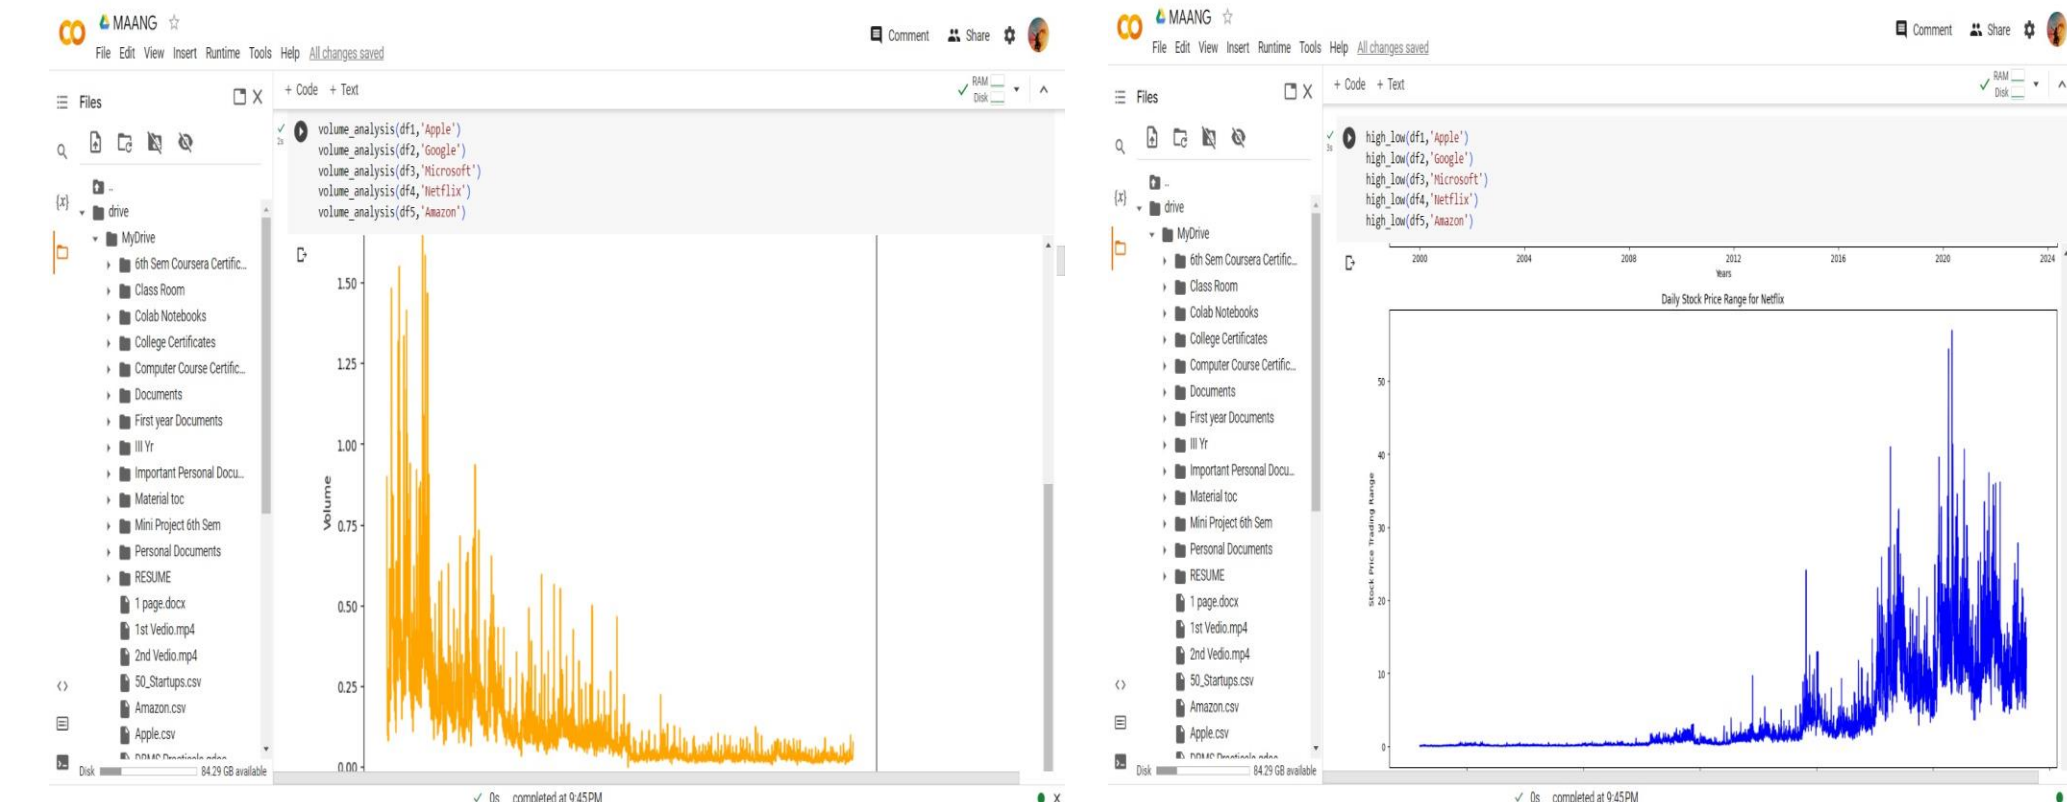 MAANG
File Edit View Insert Runtime Tools Help All changes saved
Comment Share
Files
+ Code + Text
RAM
Disk
2s
volume_analysis(df1,'Apple')
volume_analysis(df2,'Google')
volume_analysis(df3,'Microsoft')
volume_analysis(df4,'Netflix')
volume_analysis(df5,'Amazon')
{x}
..
drive
MyDrive
6th Sem Coursera Certific...
Class Room
Colab Notebooks
College Certificates
Computer Course Certific...
Documents
First year Documents
III Yr
Important Personal Docu...
Material toc
Mini Project 6th Sem
Personal Documents
RESUME
1 page.docx
1st Vedio.mp4
2nd Vedio.mp4
50_Startups.csv
Amazon.csv
Apple.csv
Disk 84.29 GB available
1.50
1.25
1.00
0.75
0.50
0.25
0.00
Volume
0s completed at 9:45 PM
MAANG
File Edit View Insert Runtime Tools Help All changes saved
Comment Share
Files
+ Code + Text
RAM
Disk
3s
high_low(df1,'Apple')
high_low(df2,'Google')
high_low(df3,'Microsoft')
high_low(df4,'Netflix')
high_low(df5,'Amazon')
{x}
..
drive
MyDrive
6th Sem Coursera Certific...
Class Room
Colab Notebooks
College Certificates
Computer Course Certific...
Documents
First year Documents
III Yr
Important Personal Docu...
Material toc
Mini Project 6th Sem
Personal Documents
RESUME
1 page.docx
1st Vedio.mp4
2nd Vedio.mp4
50_Startups.csv
Amazon.csv
Apple.csv
Disk 84.29 GB available
2000 2004 2008 2012 2016 2020 2024
Years
Daily Stock Price Range for Netflix
50
40
30
20
10
0
Stock Price Trading Range
0s completed at 9:45 PM